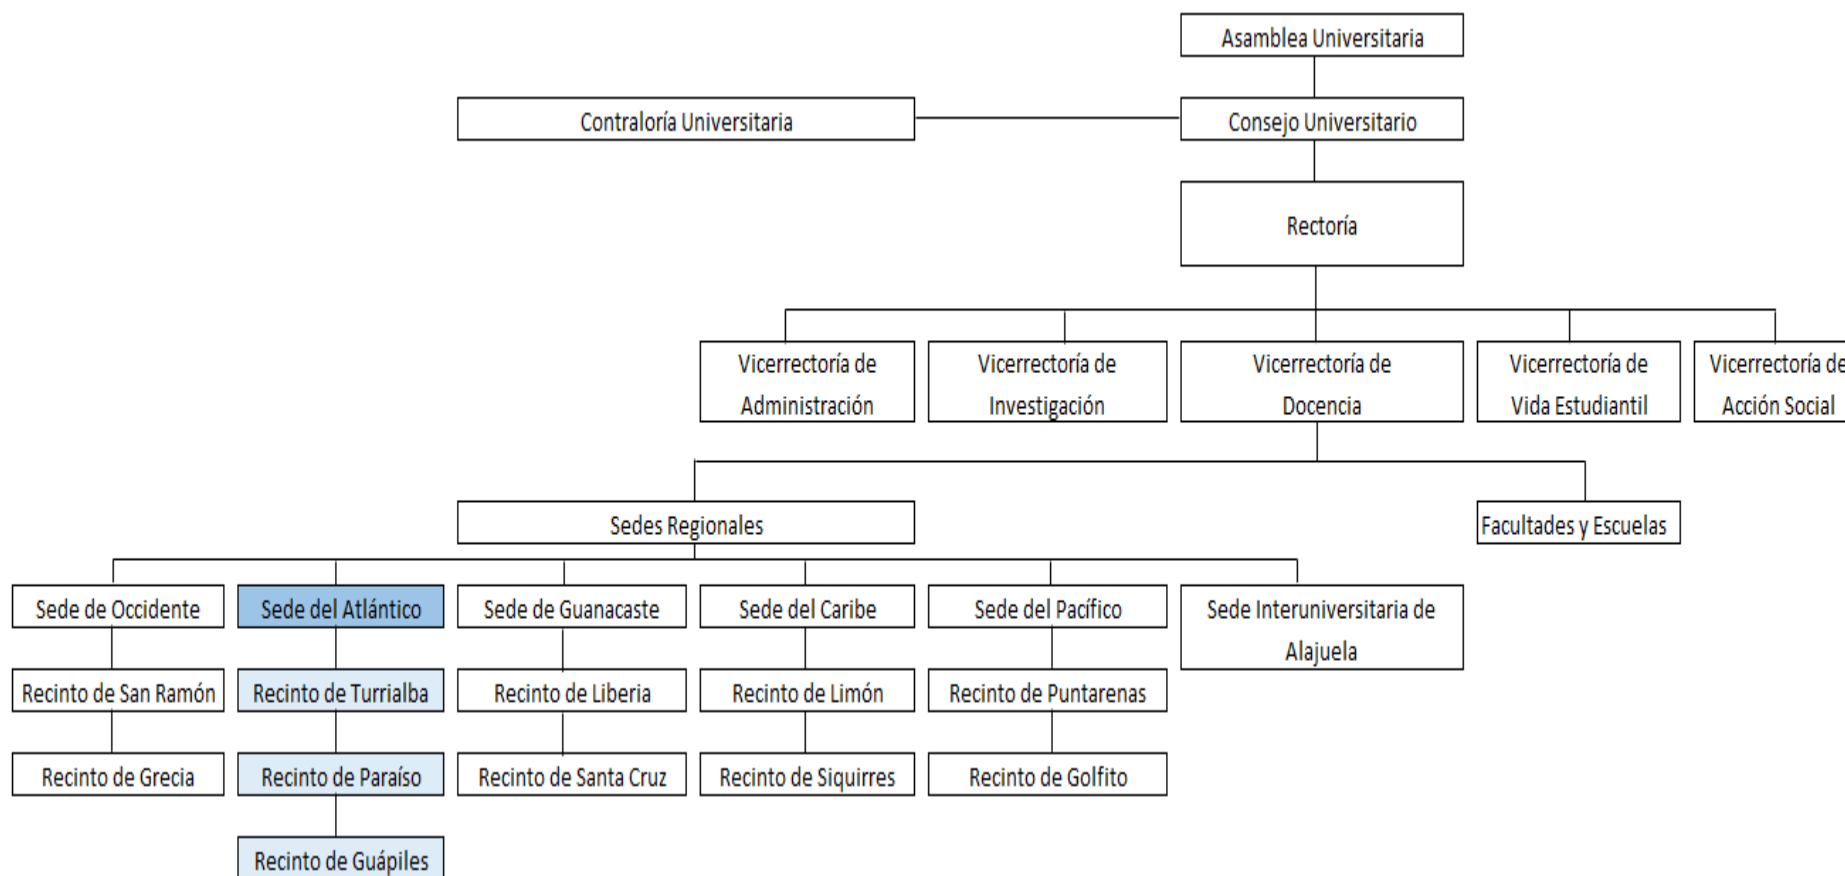 Asamblea Universitaria
Contraloría Universitaria
Consejo Universitario
Rectoría
Vicerrectoría de
Administración
Vicerrectoría de
Investigación
Vicerrectoría de
Docencia
Vicerrectoría de
Vida Estudiantil
Vicerrectoría de
Acción Social
Sedes Regionales
Facultades y Escuelas
Sede de Occidente
Sede del Atlántico
Sede de Guanacaste
Sede del Caribe
Sede del Pacífico
Sede Interuniversitaria de
Alajuela
Recinto de San Ramón
Recinto de Turrialba
Recinto de Liberia
Recinto de Limón
Recinto de Puntarenas
Recinto de Grecia
Recinto de Paraíso
Recinto de Santa Cruz
Recinto de Siquirres
Recinto de Golfito
Recinto de Guápiles